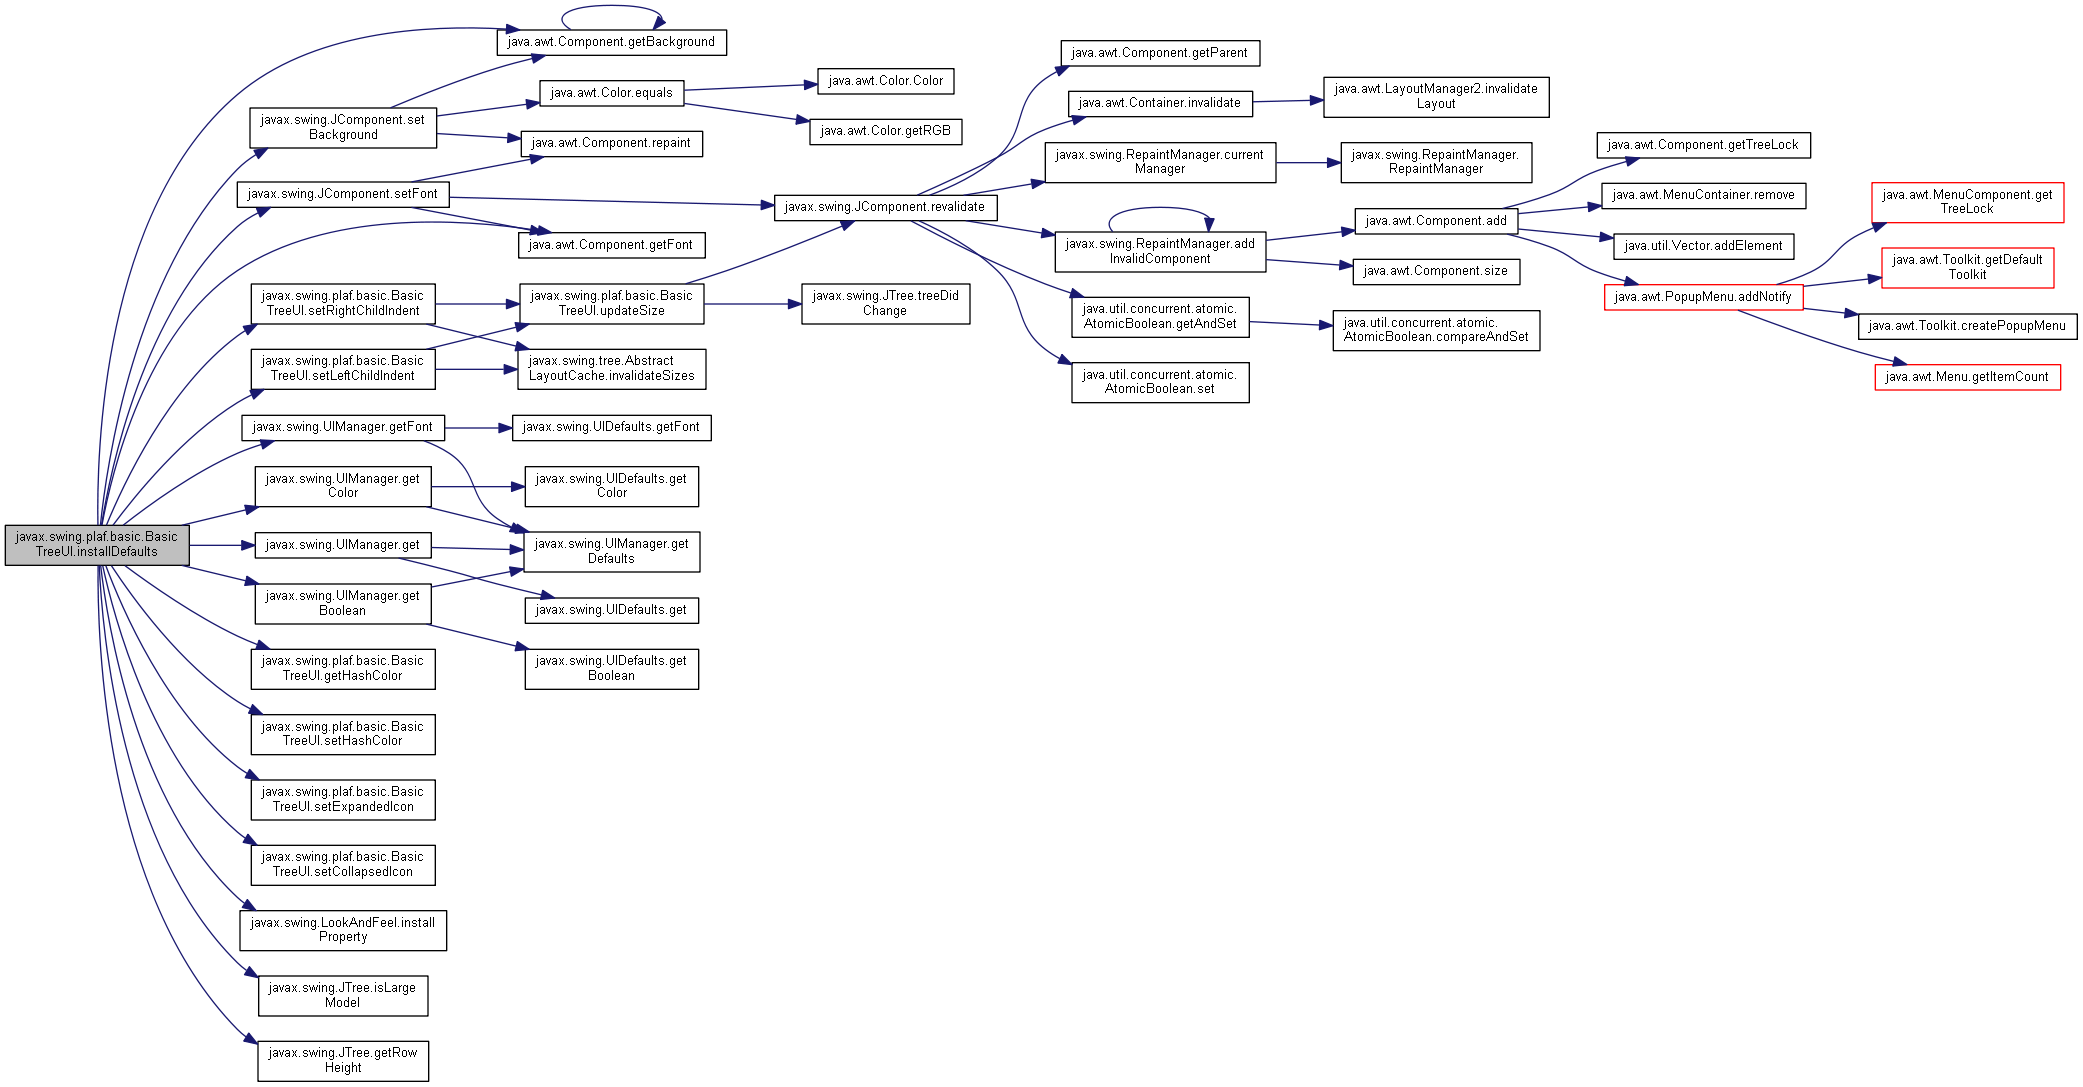 javax.swing.plaf.basic.Basic
TreeUI.installDefaults
java.awt.Component.getBackground
javax.swing.JComponent.set
Background
java.awt.Color.equals
java.awt.Color.Color
java.awt.Color.getRGB
java.awt.Component.repaint
javax.swing.JComponent.setFont
java.awt.Component.getFont
javax.swing.plaf.basic.Basic
TreeUI.setRightChildIndent
javax.swing.plaf.basic.Basic
TreeUI.setLeftChildIndent
javax.swing.plaf.basic.Basic
TreeUI.updateSize
javax.swing.tree.Abstract
LayoutCache.invalidateSizes
javax.swing.JComponent.revalidate
javax.swing.JTree.treeDid
Change
java.awt.Component.getParent
java.awt.Container.invalidate
java.awt.LayoutManager2.invalidate
Layout
javax.swing.RepaintManager.current
Manager
javax.swing.RepaintManager.
RepaintManager
javax.swing.RepaintManager.add
InvalidComponent
java.awt.Component.add
java.awt.Component.size
java.util.concurrent.atomic.
AtomicBoolean.getAndSet
java.util.concurrent.atomic.
AtomicBoolean.compareAndSet
java.util.concurrent.atomic.
AtomicBoolean.set
java.awt.Component.getTreeLock
java.awt.MenuContainer.remove
java.util.Vector.addElement
java.awt.PopupMenu.addNotify
java.awt.MenuComponent.get
TreeLock
java.awt.Toolkit.getDefault
Toolkit
java.awt.Toolkit.createPopupMenu
java.awt.Menu.getItemCount
javax.swing.UIManager.getFont
javax.swing.UIDefaults.getFont
javax.swing.UIManager.get
Color
javax.swing.UIDefaults.get
Color
javax.swing.UIManager.get
javax.swing.UIManager.get
Defaults
javax.swing.UIManager.get
Boolean
javax.swing.UIDefaults.get
javax.swing.UIDefaults.get
Boolean
javax.swing.plaf.basic.Basic
TreeUI.getHashColor
javax.swing.plaf.basic.Basic
TreeUI.setHashColor
javax.swing.plaf.basic.Basic
TreeUI.setExpandedIcon
javax.swing.plaf.basic.Basic
TreeUI.setCollapsedIcon
javax.swing.LookAndFeel.install
Property
javax.swing.JTree.isLarge
Model
javax.swing.JTree.getRow
Height